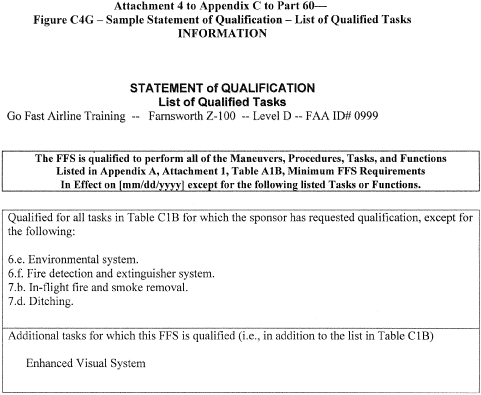 Attachment 4 to Appendix C to Part 60—
Figure C4G – Sample Statement of Qualification – List of Qualified Tasks
INFORMATION
STATEMENT of QUALIFICATION
List of Qualified Tasks
Go Fast Airline Training -- Farnsworth Z-100 -- Level D -- FAA ID# 0999
The FFS is qualified to perform all of the Maneuvers, Procedures, Tasks, and Functions
Listed in Appendix A, Attachment 1, Table A1B, Minimum FFS Requirements
In Effect on [mm/dd/yyyy] except for the following listed Tasks or Functions.
Qualified for all tasks in Table C1B for which the sponsor has requested qualification, except for
the following:
6.e. Environmental system.
6.f. Fire detection and extinguisher system.
7.b. In-flight fire and smoke removal.
7.d. Ditching.
Additional tasks for which this FFS is qualified (i.e., in addition to the list in Table C1B)
Enhanced Visual System